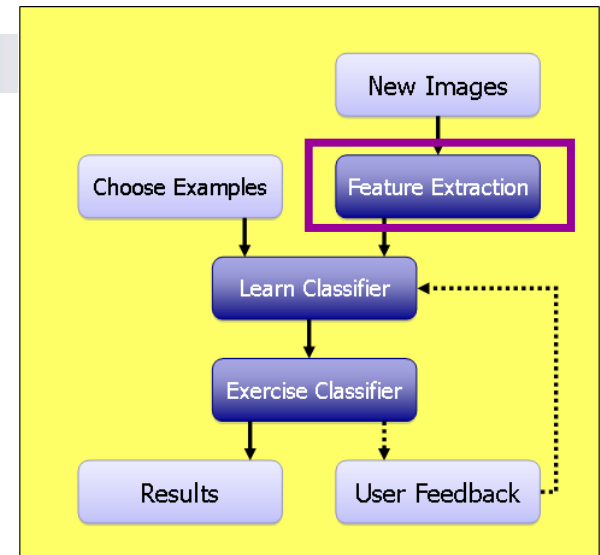 New Images
Choose Examples
Feature Extraction
Learn Classifier
Exercise Classifier
Results
User Feedback